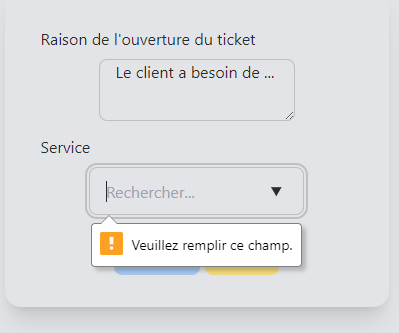 Raison de l'ouverture du ticket
Le client a besoin de ...
Service
Rechercher...
Veuillez remplir ce champ.